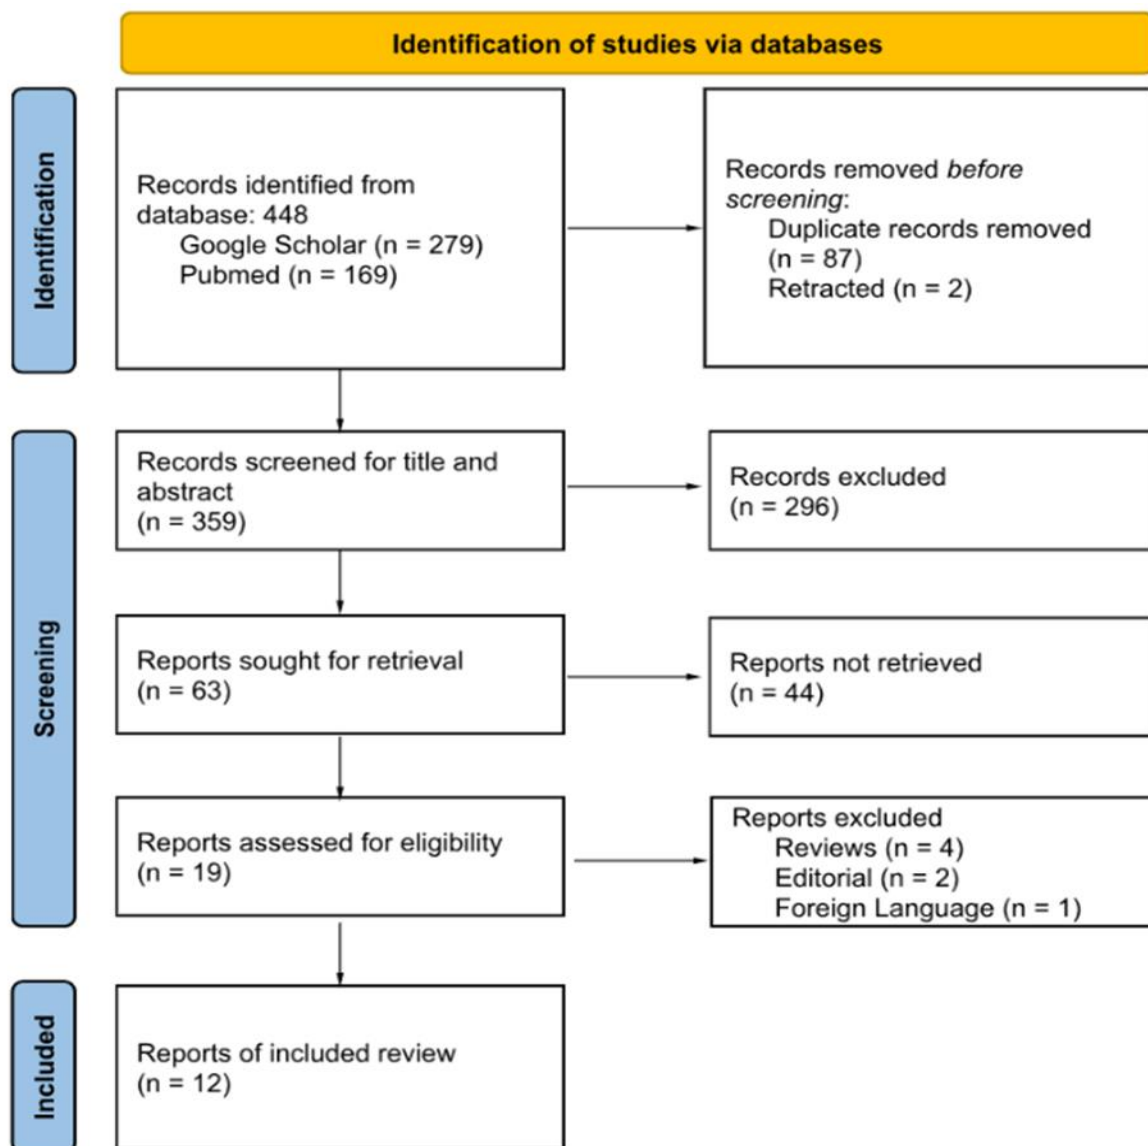 Identification of studies via databases
Identification
Records identified from
database: 448
Google Scholar (n = 279)
Pubmed (n = 169)
Records removed before
screening:
Duplicate records removed
(n = 87)
Retracted (n = 2)
Screening
Records screened for title and
abstract
(n = 359)
Records excluded
(n = 296)
Reports sought for retrieval
(n = 63)
Reports not retrieved
(n = 44)
Reports assessed for eligibility
(n = 19)
Reports excluded
Reviews (n = 4)
Editorial (n = 2)
Foreign Language (n = 1)
Included
Reports of included review
(n = 12)